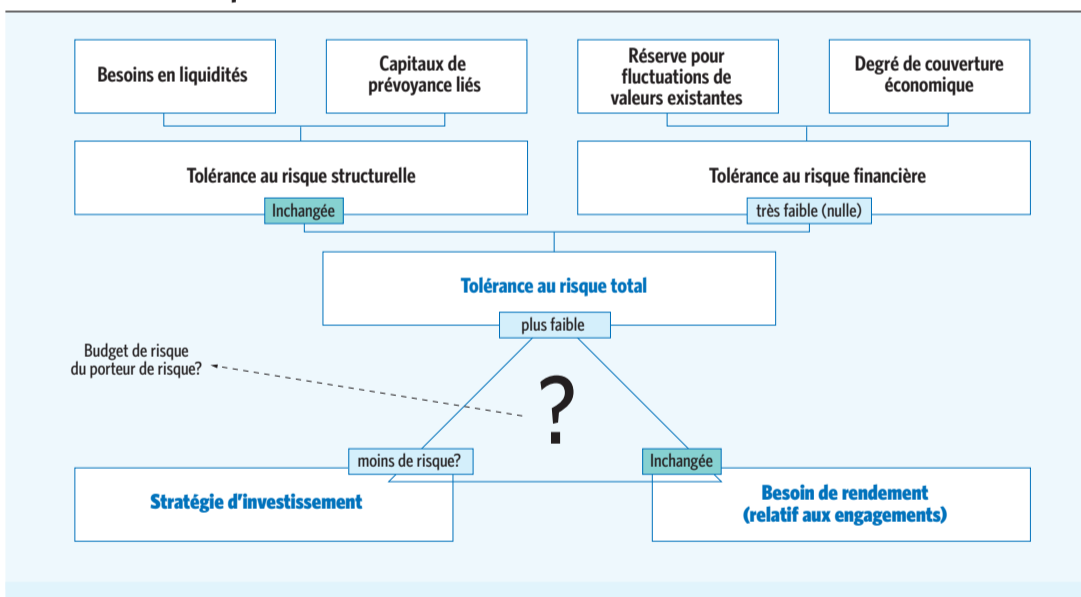 Besoins en liquidités
Capitaux de
prévoyance liés
Réserve pour
fluctuations de
valeurs existantes
Degré de couverture
économique
Tolérance au risque structurelle
Inchangée
Tolérance au risque financière
très faible (nulle)
Tolérance au risque total
plus faible
Budget de risque
du porteur de risque?
?
moins de risque?
Inchangée
Stratégie d'investissement
Besoin de rendement
(relatif aux engagements)